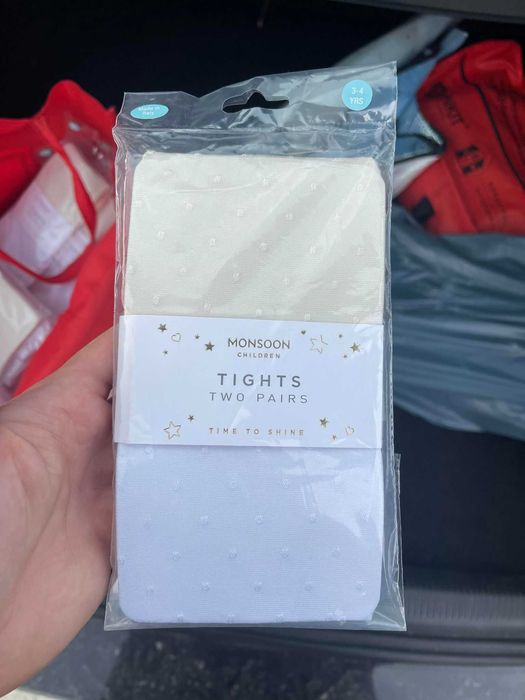 Made in
Italy
3-4
YRS
MONSOON
CHILDREN
TIGHTS
TWO PAIRS
TIME TO SHINE